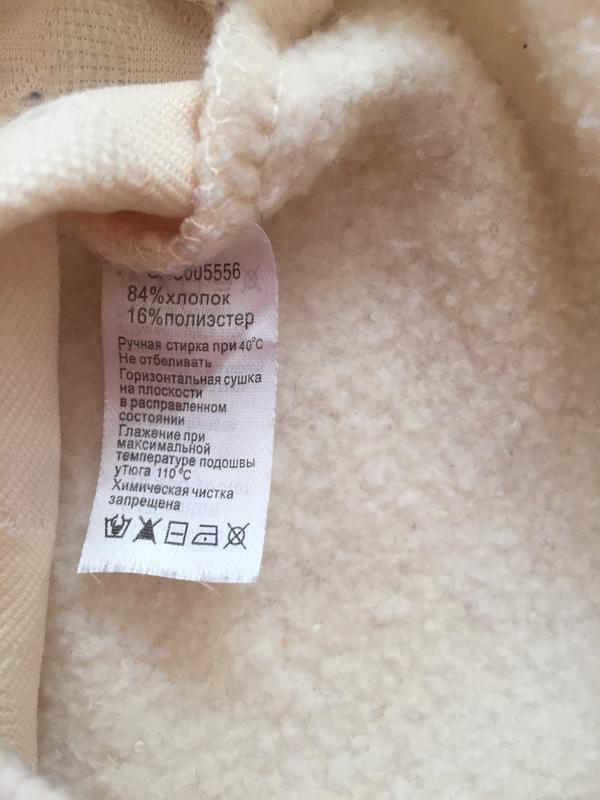 005556
84%хлопок
16%полиэстер
Ручная стирка при 40°C
Не отбеливать
Горизонтальная сушка
на плоскости
в расправленном
состоянии
Глажение при
максимальной
температуре подошвы
утюга 110 °C
Химическая чистка
запрещена